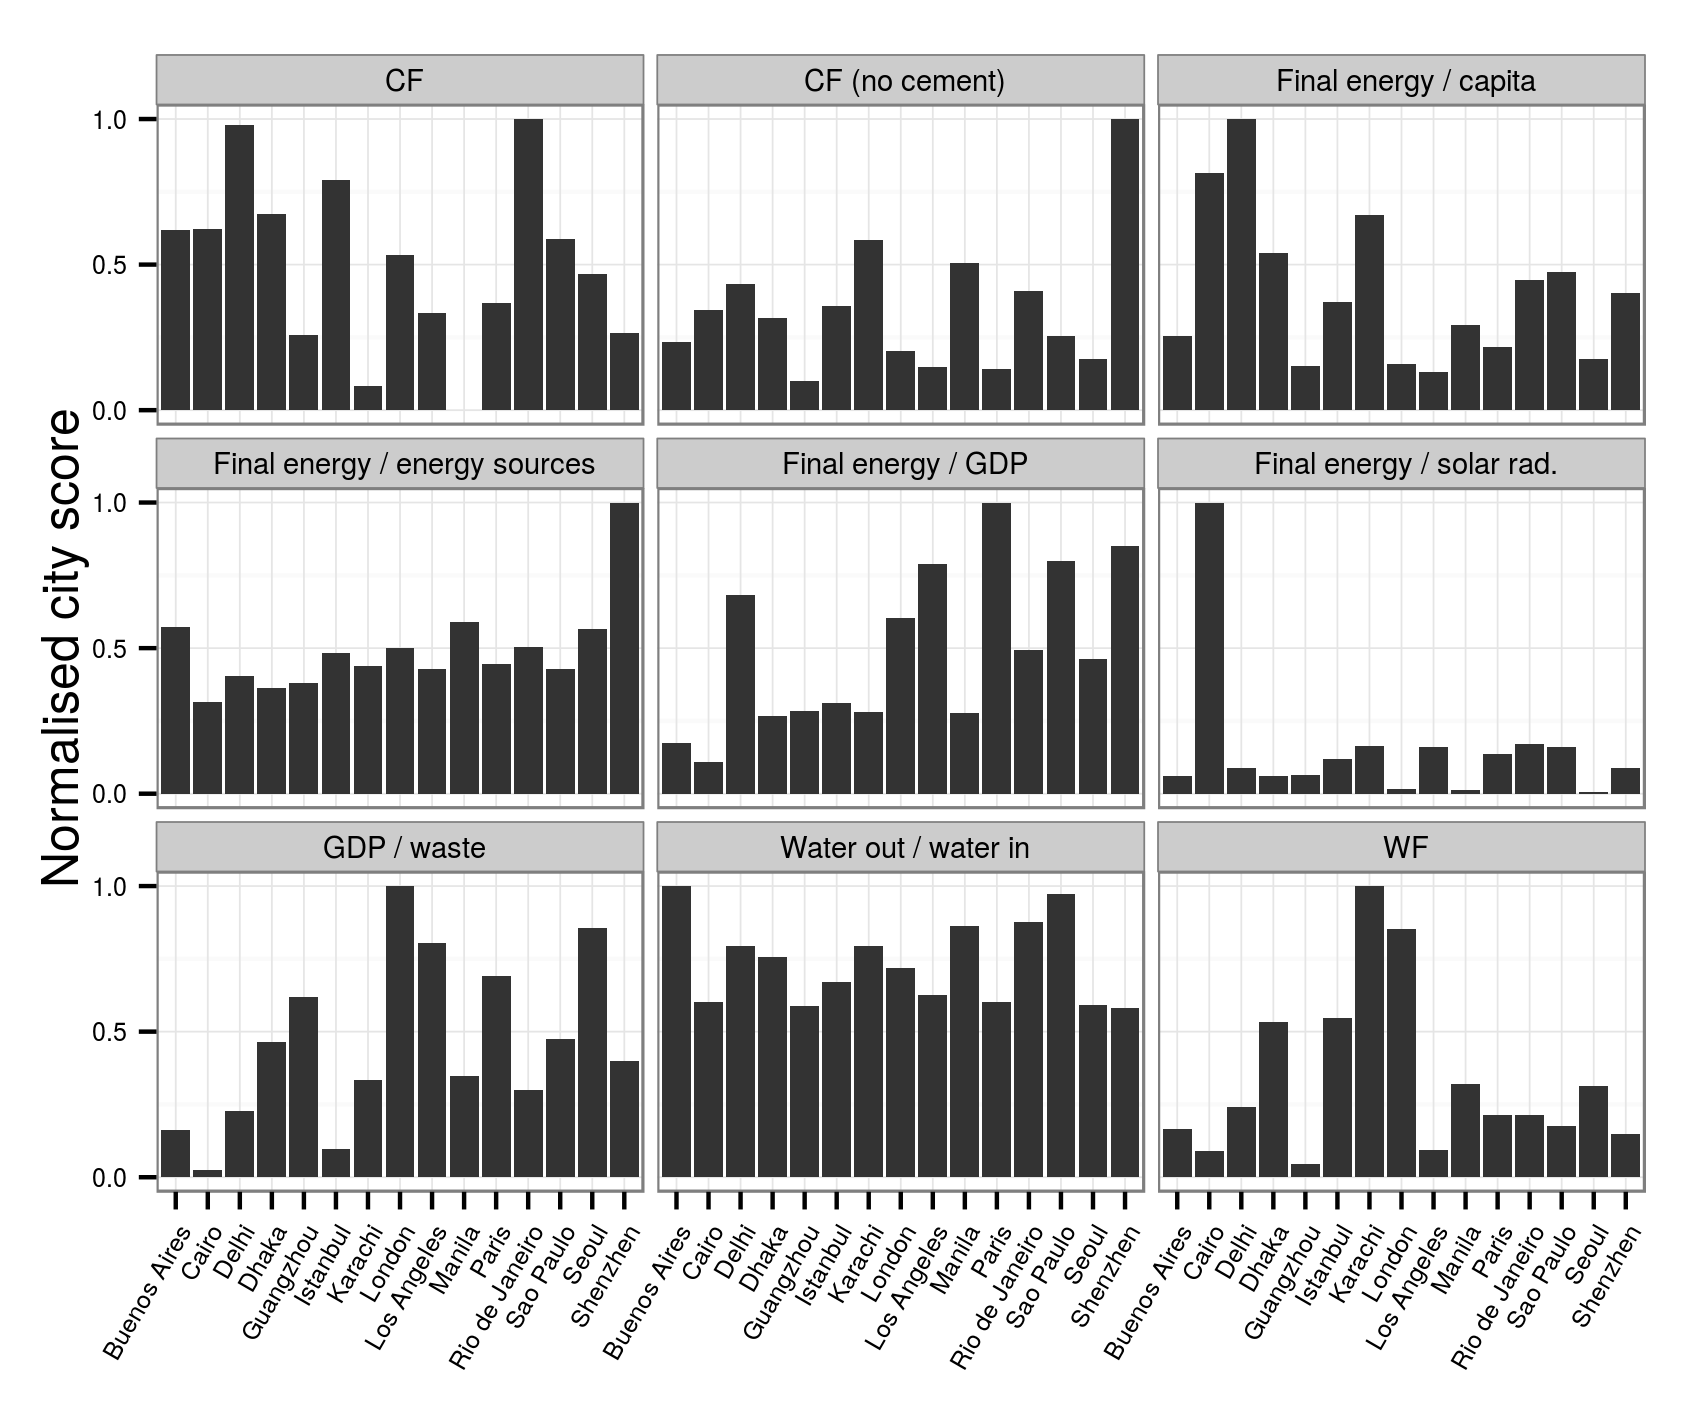 CF
CF (no cement)
Final energy / capita
1.0
0.5
0.0
Final energy / energy sources
Final energy / GDP
Final energy / solar rad.
1.0
0.5
0.0
Normalised city score
GDP / waste
Water out / water in
WF
1.0
0.5
0.0
Buenos Aires
Cairo
Delhi
Dhaka
Guangzhou
Istanbul
Karachi
London
Los Angeles
Manila
Paris
Rio de Janeiro
Sao Paulo
Seoul
Shenzhen
Buenos Aires
Cairo
Delhi
Dhaka
Guangzhou
Istanbul
Karachi
London
Los Angeles
Manila
Paris
Rio de Janeiro
Sao Paulo
Seoul
Shenzhen
Buenos Aires
Cairo
Delhi
Dhaka
Guangzhou
Istanbul
Karachi
London
Los Angeles
Manila
Paris
Rio de Janeiro
Sao Paulo
Seoul
Shenzhen